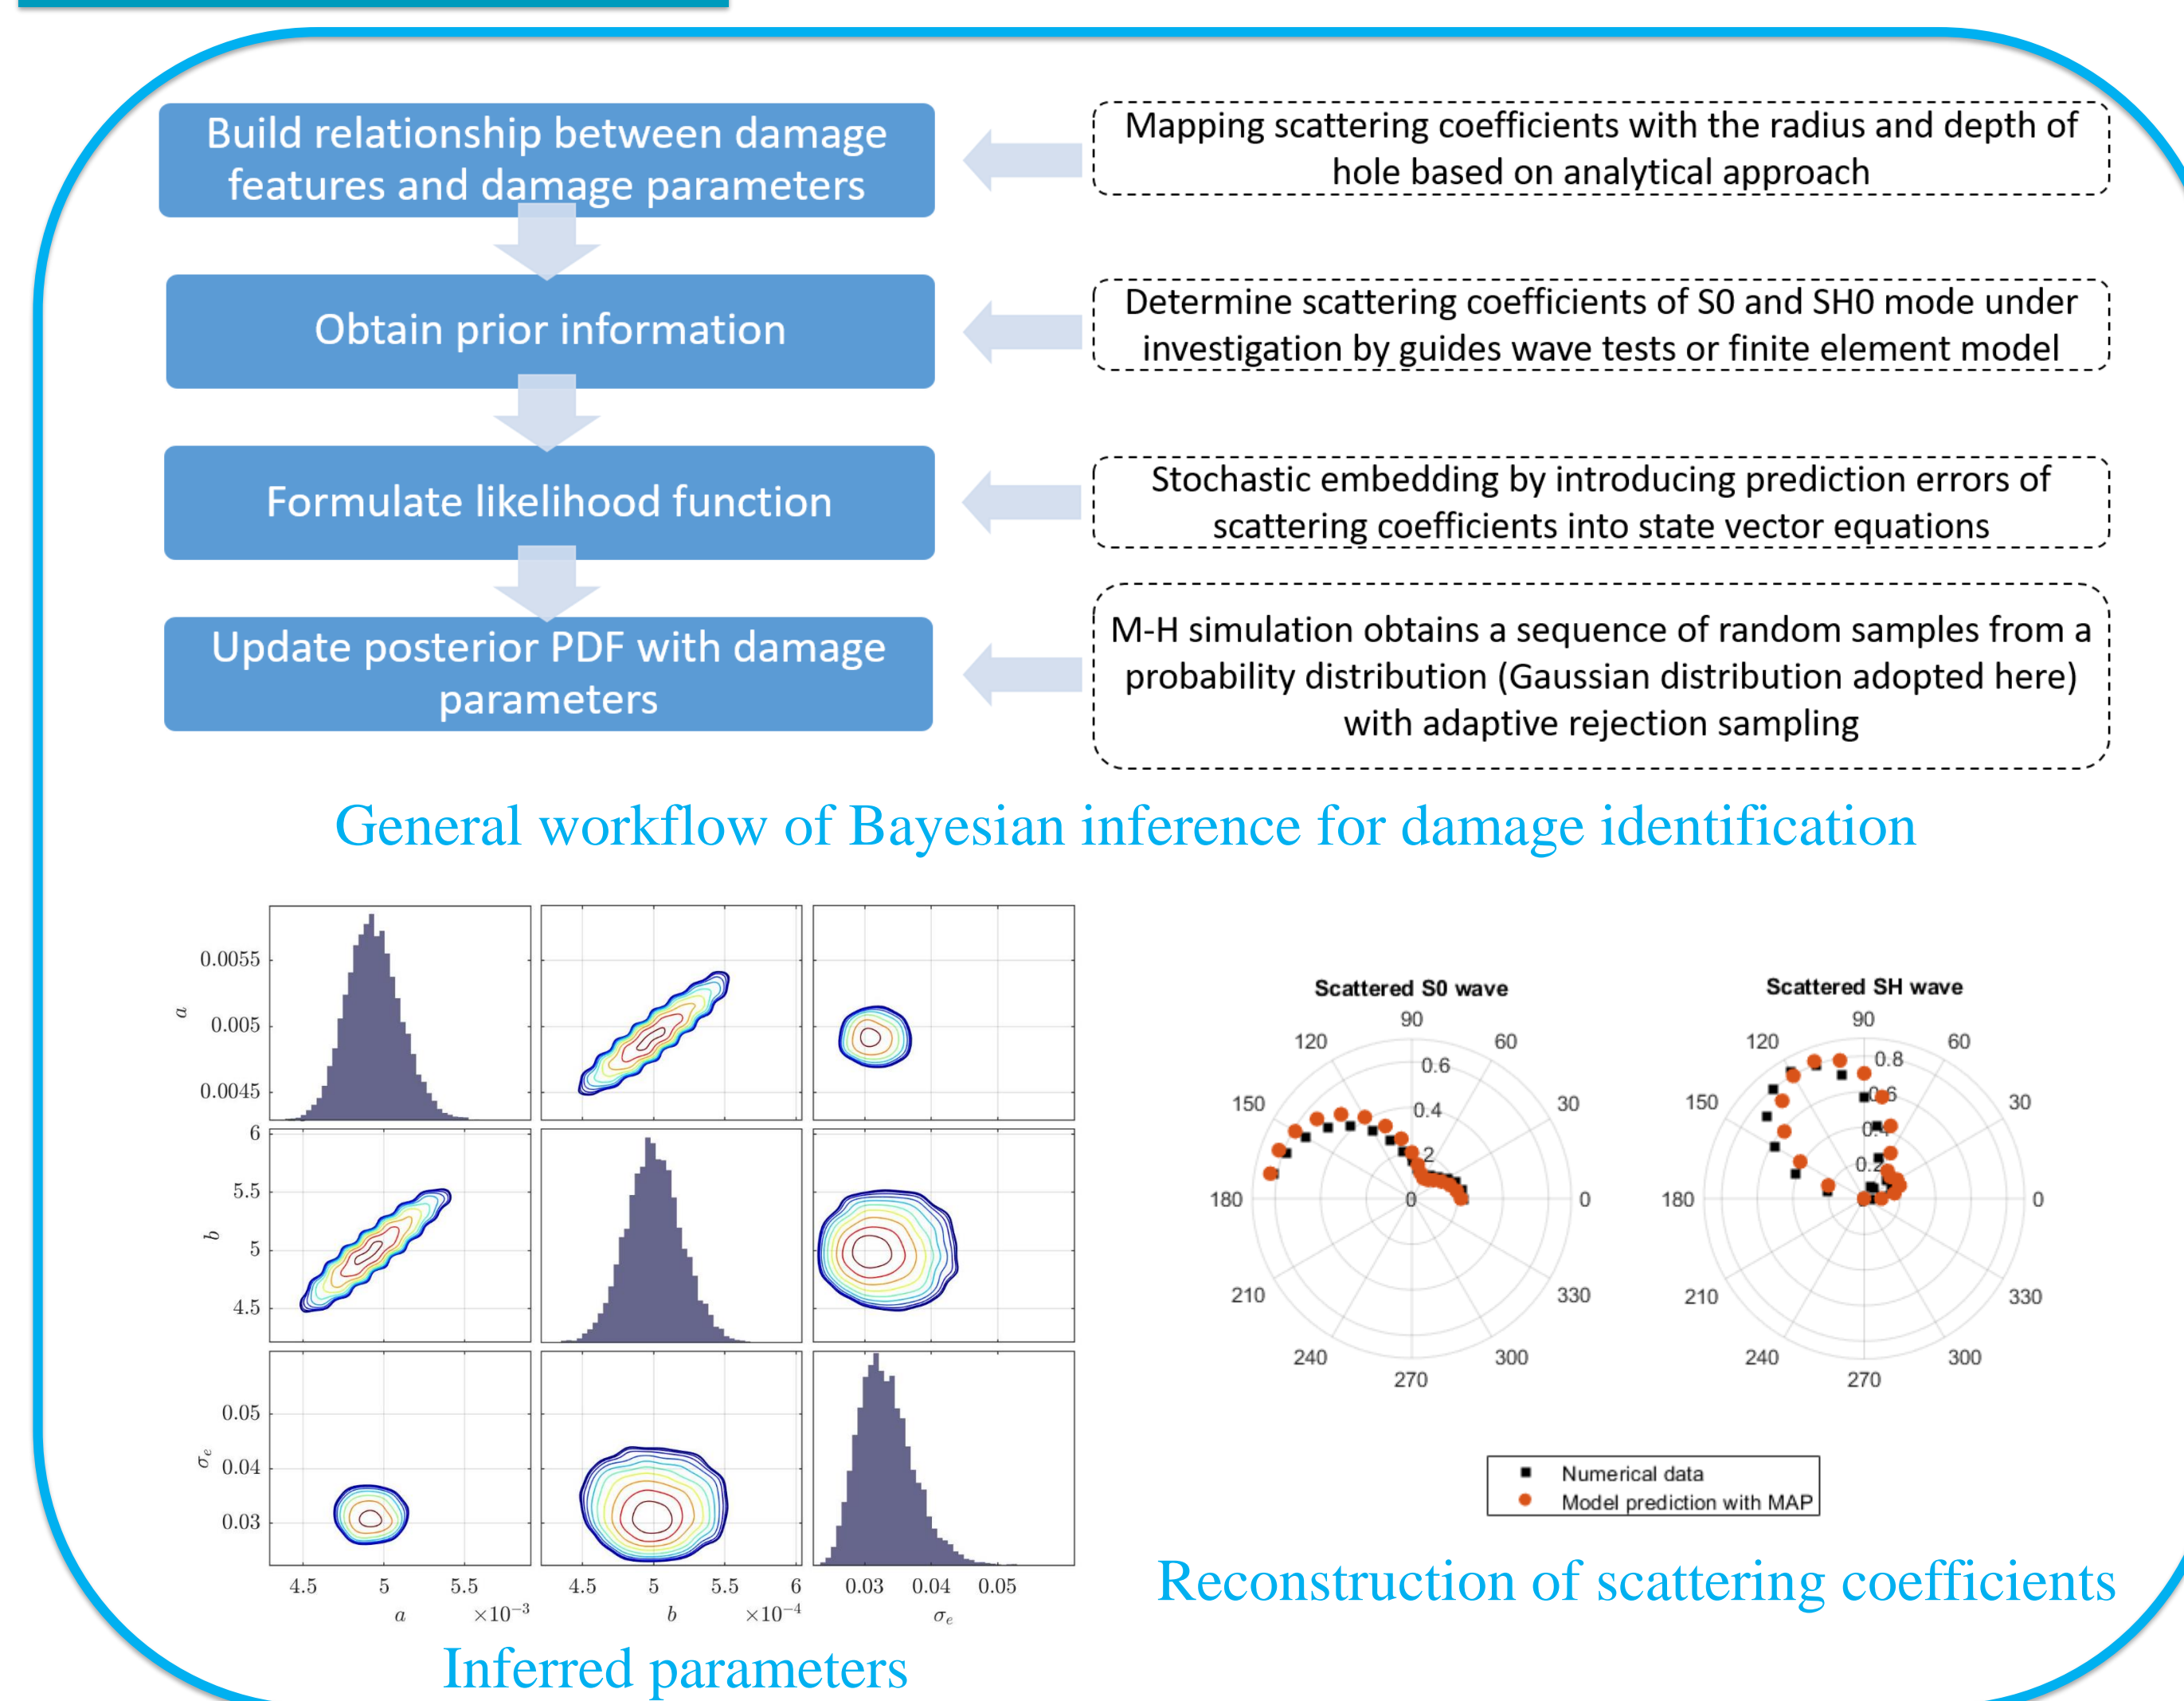 Build relationship between damage
features and damage parameters
Mapping scattering coefficients with the radius and depth of
hole based on analytical approach
Obtain prior information
Determine scattering coefficients of S0 and SH0 mode under
investigation by guides wave tests or finite element model
Formulate likelihood function
Stochastic embedding by introducing prediction errors of
scattering coefficients into state vector equations
Update posterior PDF with damage
parameters
M-H simulation obtains a sequence of random samples from a
probability distribution (Gaussian distribution adopted here)
with adaptive rejection sampling
General workflow of Bayesian inference for damage identification
0.0055
0.005
0.0045
a
6
5.5
5
4.5
b
0.05
0.04
0.03
σe
4.5 5 5.5
a ×10−3
4.5 5 5.5 6
b ×10−4
0.03 0.04 0.05
σe
Inferred parameters
Scattered S0 wave
90
120 60
0.6
0.4
150 30
2
180 0 0
210 330
240 300
270
Scattered SH wave
90
120 60
0.8
0.6
150 30
0.4
0.2
180 0
210 330
240 300
270
Numerical data
Model prediction with MAP
Reconstruction of scattering coefficients